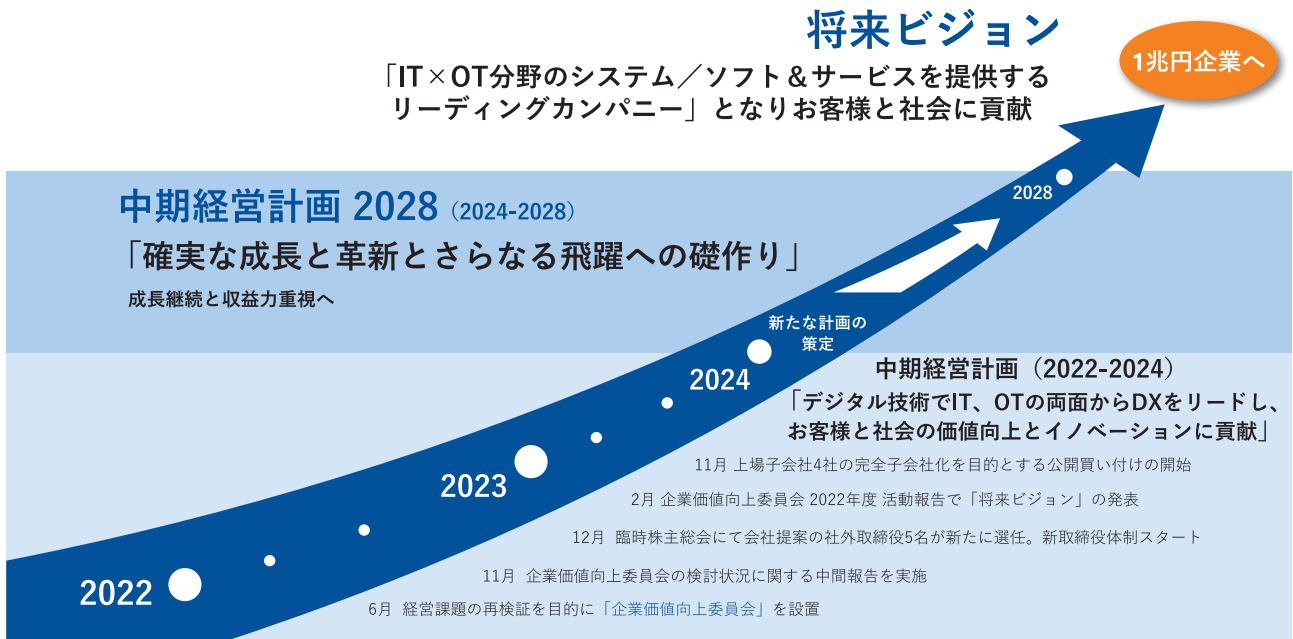 将来ビジョン
1兆円企業へ
「IT×OT分野のシステム／ソフト＆サービスを提供する
リーディングカンパニー」となりお客様と社会に貢献
2028
中期経営計画 2028（2024-2028）
「確実な成長と革新とさらなる飛躍への礎作り」
成長継続と収益力重視へ
新たな計画の
策定
2024
中期経営計画（2022-2024）
「デジタル技術でIT、OTの両面からDXをリードし、
お客様と社会の価値向上とイノベーションに貢献」
11月 上場子会社4社の完全子会社化を目的とする公開買い付けの開始
2023
2月 企業価値向上委員会 2022年度 活動報告で「将来ビジョン」の発表
12月 臨時株主総会にて会社提案の社外取締役5名が新たに選任。新取締役体制スタート
11月 企業価値向上委員会の検討状況に関する中間報告を実施
2022
6月 経営課題の再検証を目的に「企業価値向上委員会」を設置